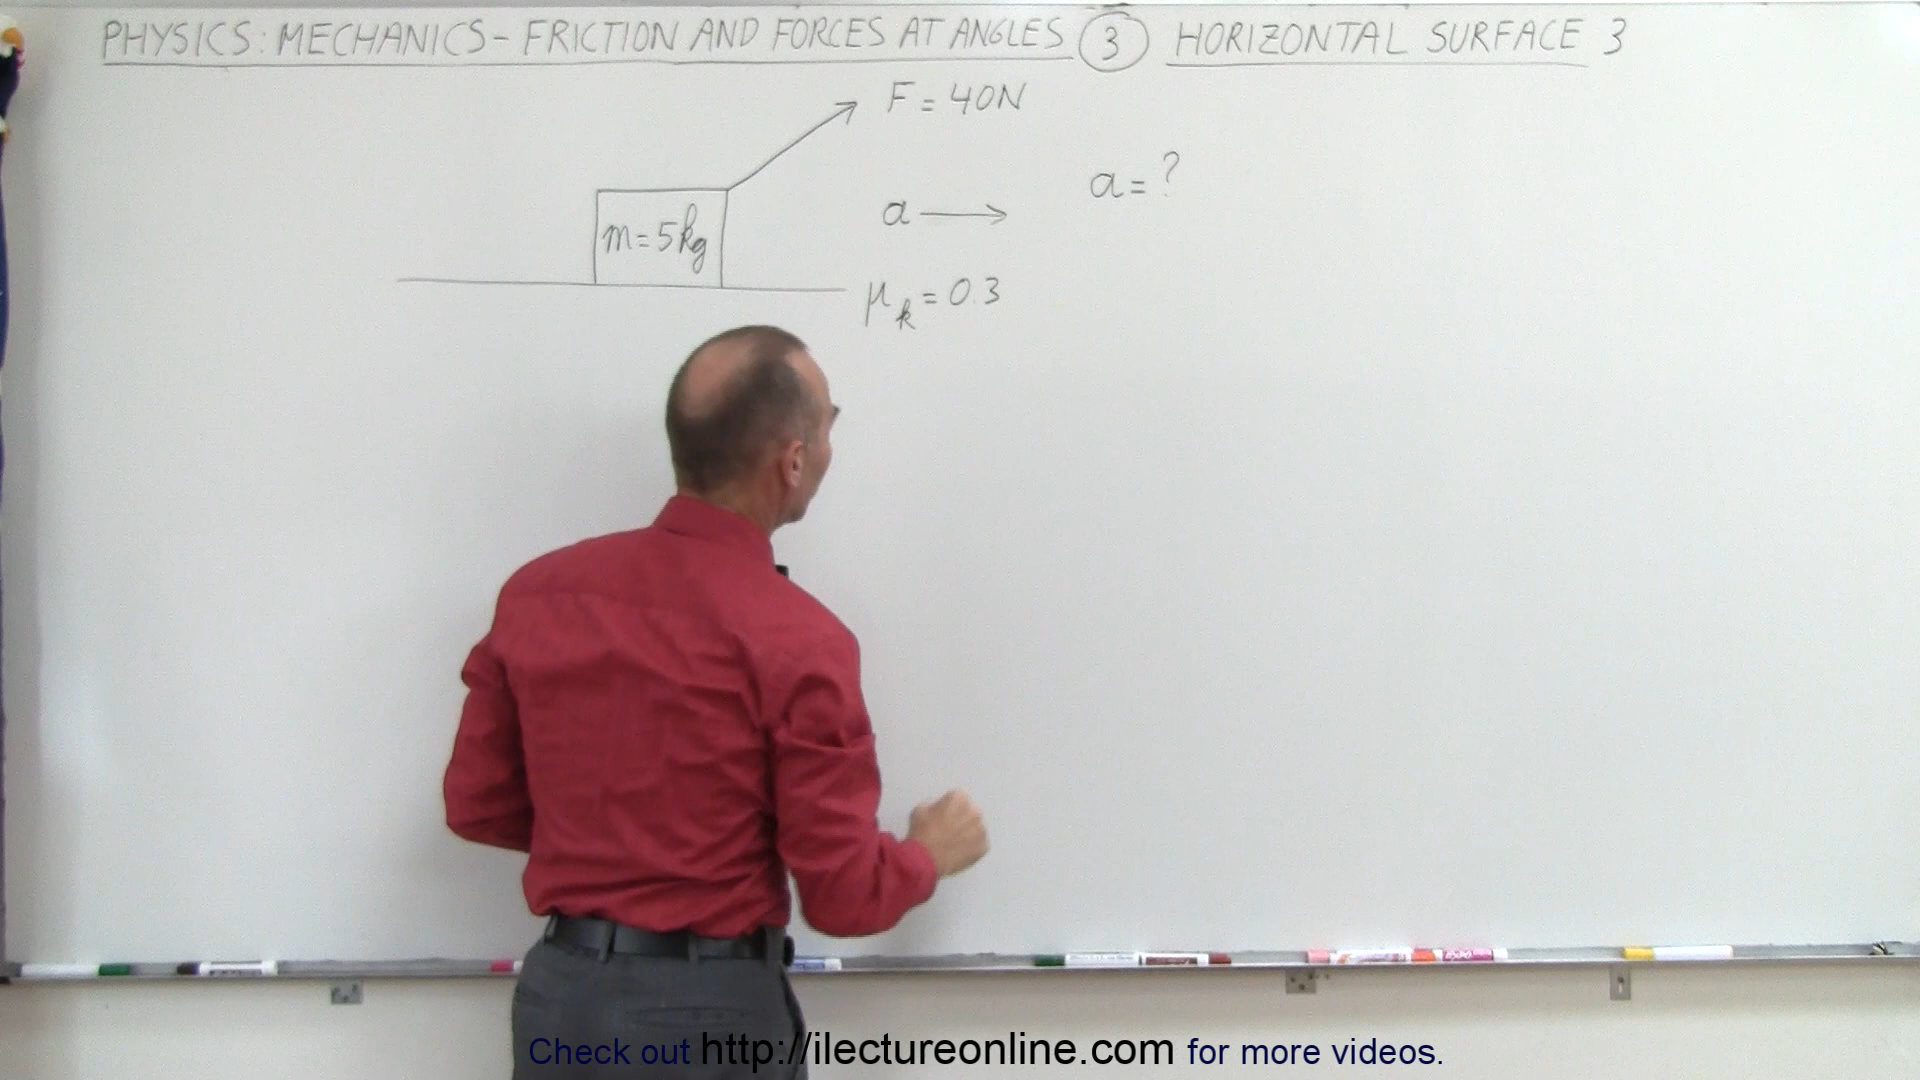 PHYSICS: MECHANICS - FRICTION AND FORCES AT ANGLES 3 HORIZONTAL SURFACE 3
F = 40N
a = ?
a
m = 5kg
μk = 0.3
EXPO
Check out http://ilectureonline.com for more videos.